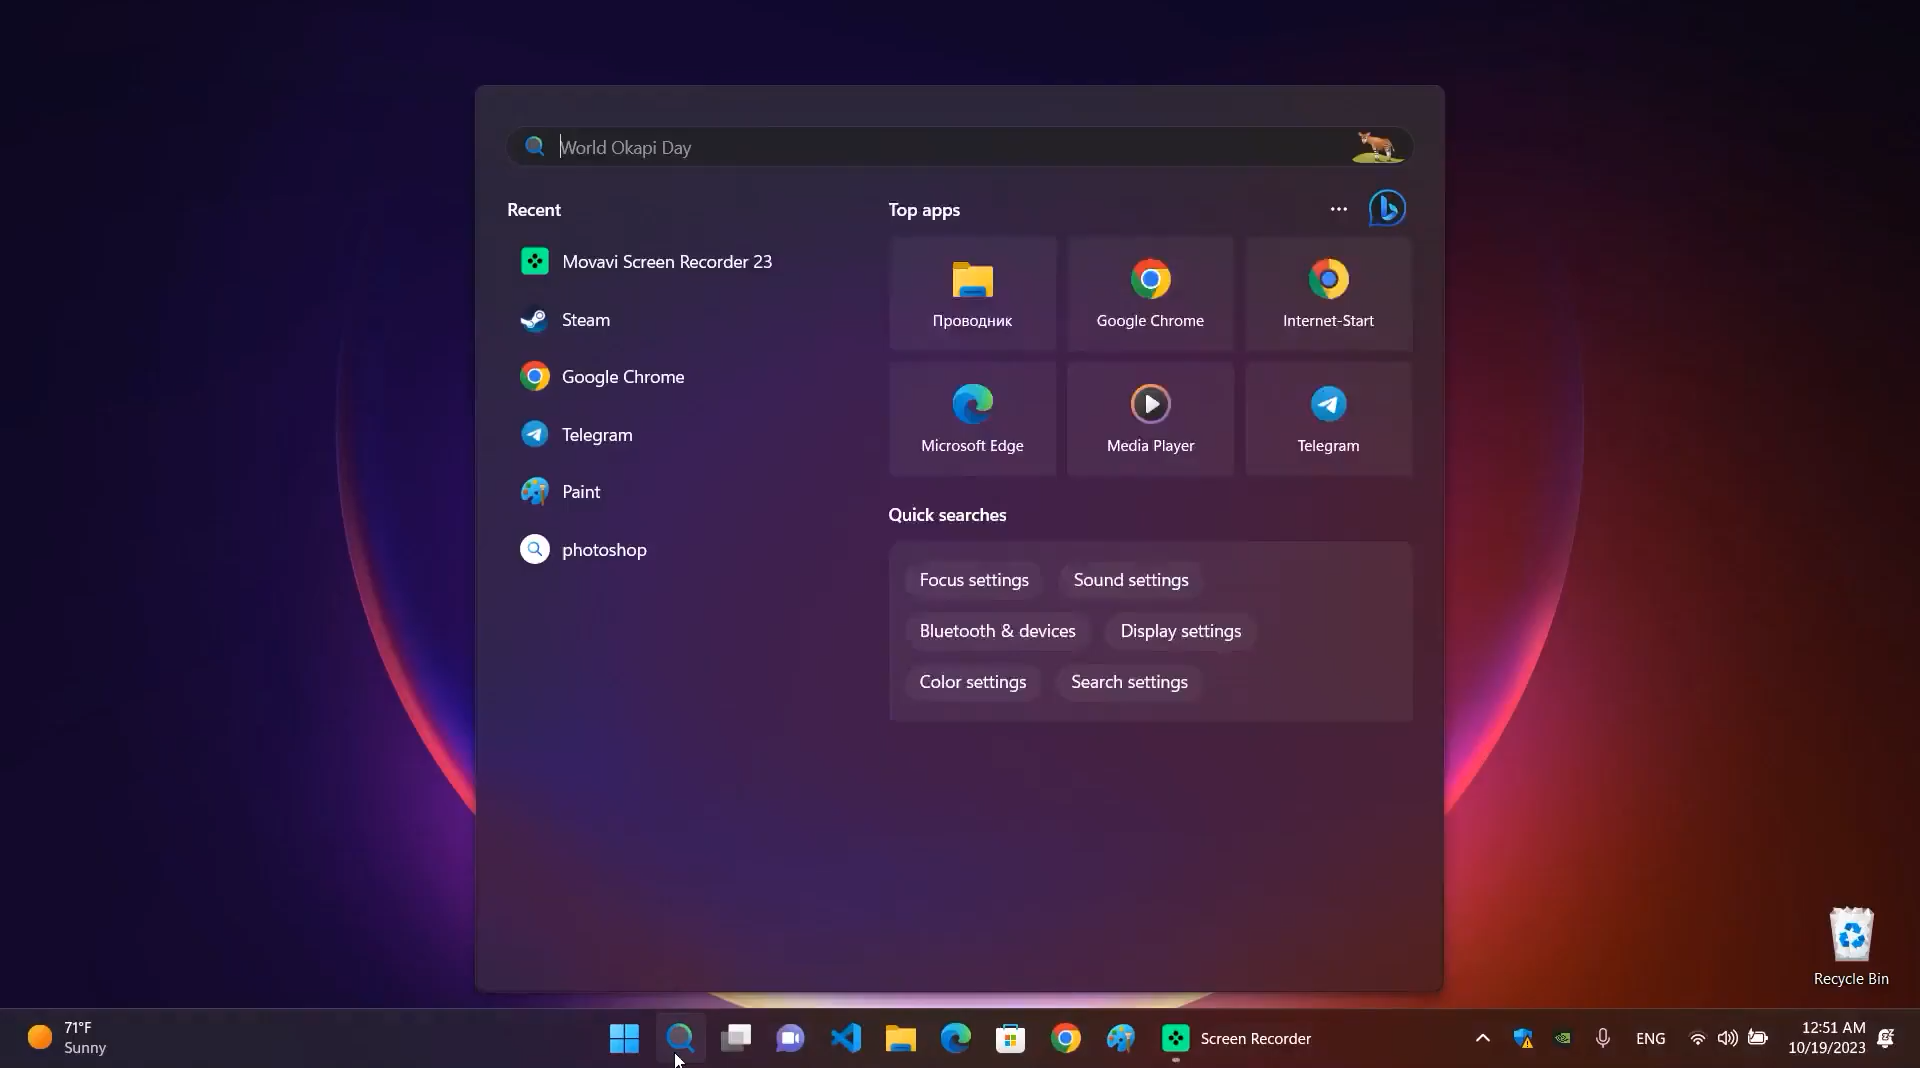 World Okapi Day
Recent
Movavi Screen Recorder 23
Steam
Google Chrome
Telegram
Paint
photoshop
Top apps
Проводник
Google Chrome
Internet-Start
Microsoft Edge
Media Player
Telegram
Quick searches
Focus settings
Sound settings
Bluetooth & devices
Display settings
Color settings
Search settings
Recycle Bin
71°F
Sunny
Screen Recorder
ENG
12:51 AM
10/19/2023